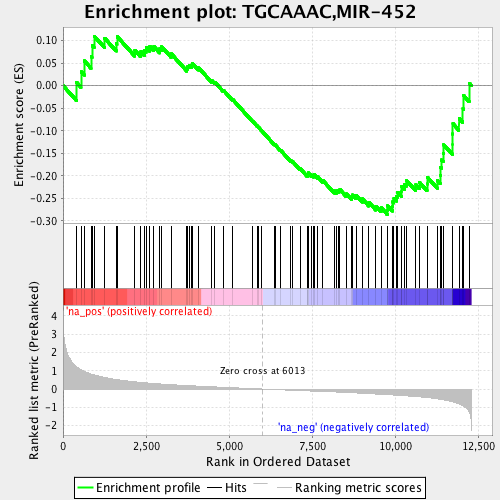 Enrichment plot: TGCAAAC,MIR-452
Enrichment score (ES)
0.10
0.05
0.00
-0.05
-0.10
-0.15
-0.20
-0.25
-0.30
'na_pos' (positively correlated)
Ranked list metric (PreRanked)
4
3
2
1
0
-1
-2
Zero cross at 6013
'na_neg' (negatively correlated)
0
2,500
5,000
7,500
10,000
12,500
Rank in Ordered Dataset
Enrichment profile
Hits
Ranking metric scores